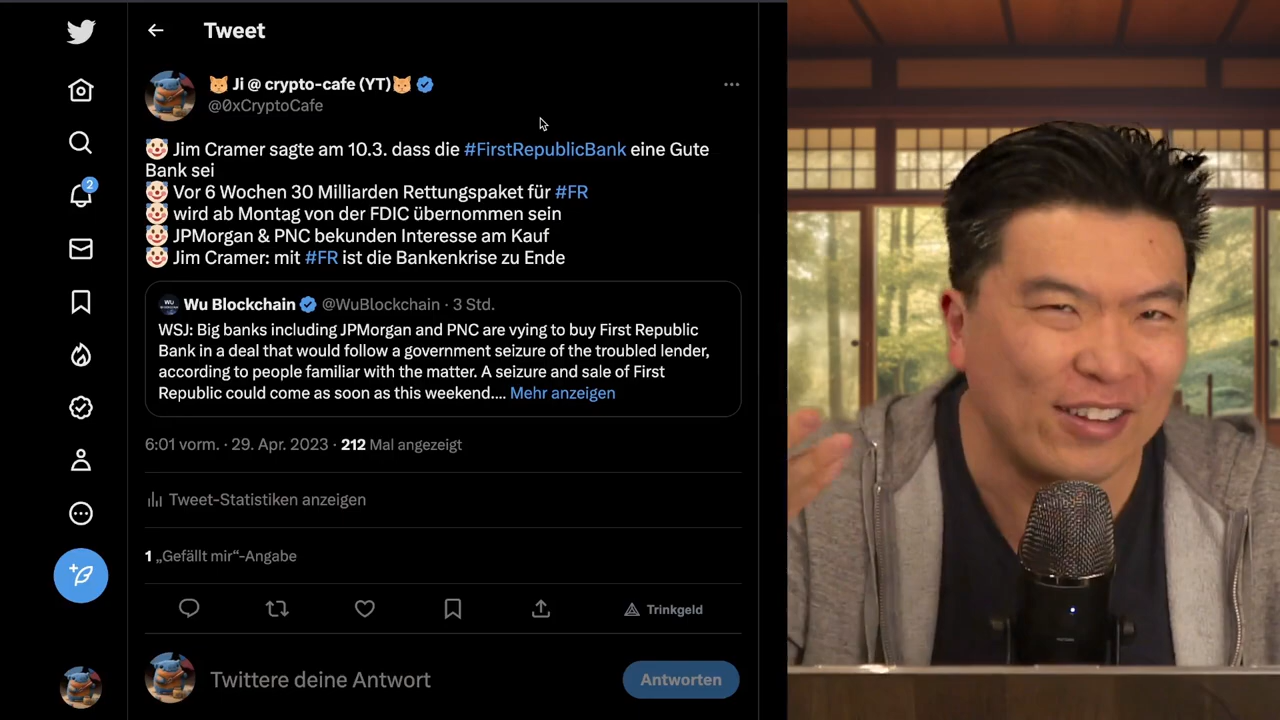 Tweet
🐱 Ji @ crypto-cafe (YT)🐱
@0xCryptoCafe
🤡 Jim Cramer sagte am 10.3. dass die #FirstRepublicBank eine Gute
Bank sei
🤡 Vor 6 Wochen 30 Milliarden Rettungspaket für #FR
🤡 wird ab Montag von der FDIC übernommen sein
🤡 JPMorgan & PNC bekunden Interesse am Kauf
🤡 Jim Cramer: mit #FR ist die Bankenkrise zu Ende
WU
Wu Blockchain @WuBlockchain · 3 Std.
WSJ: Big banks including JPMorgan and PNC are vying to buy First Republic
Bank in a deal that would follow a government seizure of the troubled lender,
according to people familiar with the matter. A seizure and sale of First
Republic could come as soon as this weekend.... Mehr anzeigen
6:01 vorm. · 29. Apr. 2023 · 212 Mal angezeigt
Tweet-Statistiken anzeigen
1 „Gefällt mir“-Angabe
Trinkgeld
Twittere deine Antwort
Antworten
2